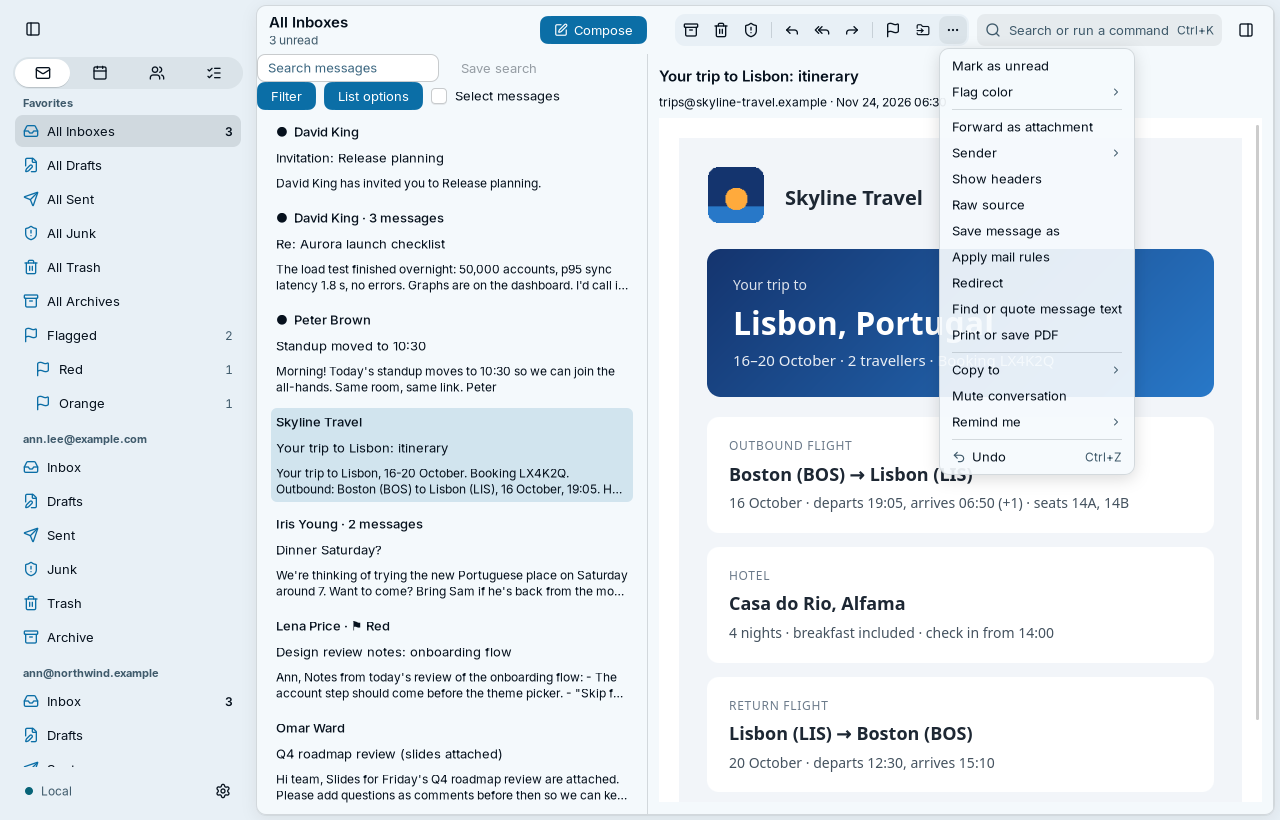 All Inboxes
3 unread
Compose
Search or run a command
Ctrl+K
Search messages
Save search
Filter
List options
Select messages
Favorites
All Inboxes
3
All Drafts
All Sent
All Junk
All Trash
All Archives
Flagged
2
Red
1
Orange
1
ann.lee@example.com
Inbox
Drafts
Sent
Junk
Trash
Archive
ann@northwind.example
Inbox
3
Drafts
Local
David King
Invitation: Release planning
David King has invited you to Release planning.
David King · 3 messages
Re: Aurora launch checklist
The load test finished overnight: 50,000 accounts, p95 sync
latency 1.8 s, no errors. Graphs are on the dashboard. I'd call i…
Peter Brown
Standup moved to 10:30
Morning! Today's standup moves to 10:30 so we can join the
all-hands. Same room, same link. Peter
Skyline Travel
Your trip to Lisbon: itinerary
Your trip to Lisbon, 16-20 October. Booking LX4K2Q.
Outbound: Boston (BOS) to Lisbon (LIS), 16 October, 19:05. H…
Iris Young · 2 messages
Dinner Saturday?
We're thinking of trying the new Portuguese place on Saturday
around 7. Want to come? Bring Sam if he's back from the mo…
Lena Price · ⚑ Red
Design review notes: onboarding flow
Ann, Notes from today's review of the onboarding flow: - The
account step should come before the theme picker. - "Skip f…
Omar Ward
Q4 roadmap review (slides attached)
Hi team, Slides for Friday's Q4 roadmap review are attached.
Please add questions as comments before then so we can ke…
Your trip to Lisbon: itinerary
trips@skyline-travel.example · Nov 24, 2026 06:30
Skyline Travel
Your trip to
Lisbon, Portugal
16–20 October · 2 travellers · Booking LX4K2Q
OUTBOUND FLIGHT
Boston (BOS) → Lisbon (LIS)
16 October · departs 19:05, arrives 06:50 (+1) · seats 14A, 14B
HOTEL
Casa do Rio, Alfama
4 nights · breakfast included · check in from 14:00
RETURN FLIGHT
Lisbon (LIS) → Boston (BOS)
20 October · departs 12:30, arrives 15:10
Mark as unread
Flag color
Forward as attachment
Sender
Show headers
Raw source
Save message as
Apply mail rules
Redirect
Find or quote message text
Print or save PDF
Copy to
Mute conversation
Remind me
Undo
Ctrl+Z